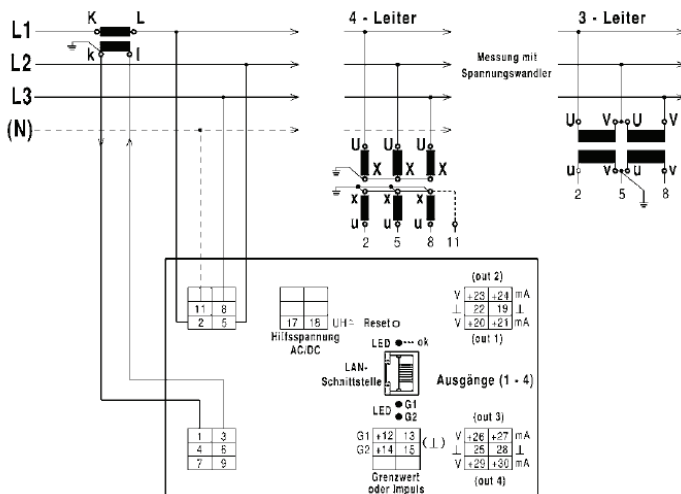 K L 4 - Leiter 3 - Leiter
L1
k l
L2
Messung mit
Spannungswandler
L3
(N)
U U U
X X X
U V U V
x x x
u u u
u V u V
2 5 8 11
2 5 8
(out 2)
11 8
2 5
17 18 UH≃ Reset
Hilfsspannung
AC/DC
V +23 +24 mA
⊥ 22 19 ⊥
V +20 +21 mA
(out 1)
LED ok
LAN-
Schnittstelle
Ausgänge (1 - 4)
LED G1
G2
(out 3)
1 3
4 6
7 9
G1 +12 13 (⊥)
G2 +14 15
V +26 +27 mA
⊥ 25 28 ⊥
V +29 +30 mA
(out 4)
Grenzwert
oder Impuls